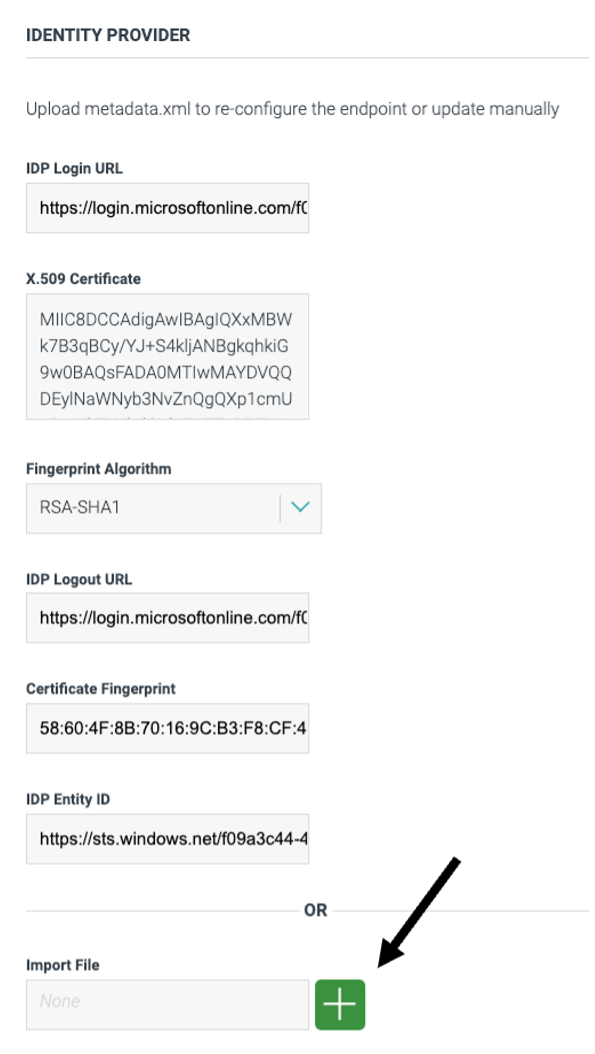 IDENTITY PROVIDER
Upload metadata.xml to re-configure the endpoint or update manually
IDP Login URL
https://login.microsoftonline.com/f0
X.509 Certificate
MIIC8DCCAdigAwIBAgIQXxMBW
k7B3qBCy/YJ+S4kljANBgkqhkiG
9w0BAQsFADA0MTIwMAYDVQQ
DEylNaWNyb3NvZnQgQXp1cmU
Fingerprint Algorithm
RSA-SHA1
IDP Logout URL
https://login.microsoftonline.com/f0
Certificate Fingerprint
58:60:4F:8B:70:16:9C:B3:F8:CF:4
IDP Entity ID
https://sts.windows.net/f09a3c44-4
OR
Import File
None